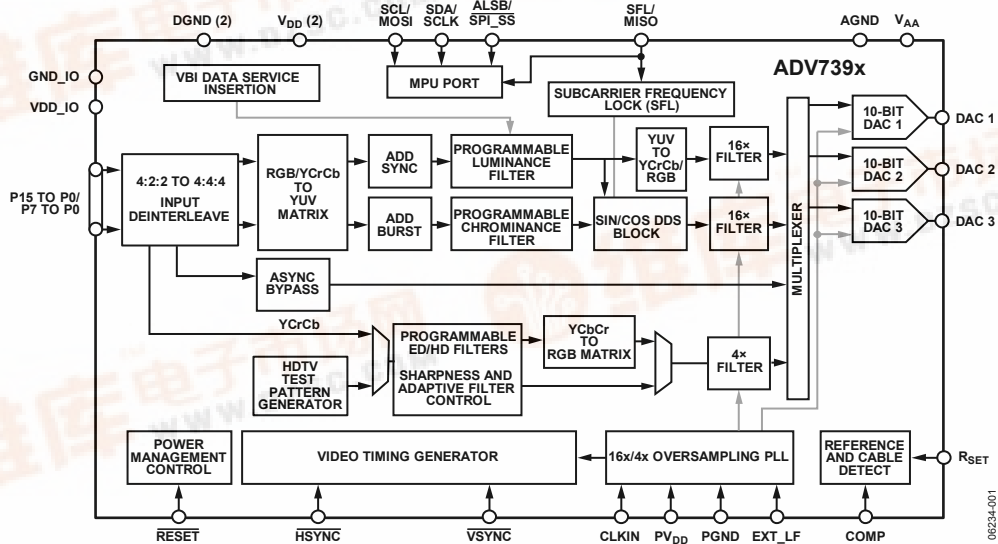 DGND (2)
VDD (2)
SCL/
MOSI
SDA/
SCLK
ALSB/
SPI_SS
SFL/
MISO
AGND
VAA
GND_IO
VDD_IO
VBI DATA SERVICE
INSERTION
MPU PORT
SUBCARRIER FREQUENCY
LOCK (SFL)
ADV739x
P15 TO P0/
P7 TO P0
4:2:2 TO 4:4:4
INPUT
DEINTERLEAVE
RGB/YCrCb
TO
YUV
MATRIX
ADD
SYNC
PROGRAMMABLE
LUMINANCE
FILTER
YUV
TO
YCrCb/
RGB
16×
FILTER
ADD
BURST
PROGRAMMABLE
CHROMINANCE
FILTER
SIN/COS DDS
BLOCK
16×
FILTER
MULTIPLEXER
10-BIT
DAC 1
DAC 1
10-BIT
DAC 2
DAC 2
10-BIT
DAC 3
DAC 3
ASYNC
BYPASS
YCrCb
HDTV
TEST
PATTERN
GENERATOR
PROGRAMMABLE
ED/HD FILTERS
SHARPNESS AND
ADAPTIVE FILTER
CONTROL
YCbCr
TO
RGB MATRIX
4×
FILTER
POWER
MANAGEMENT
CONTROL
VIDEO TIMING GENERATOR
16x/4x OVERSAMPLING PLL
REFERENCE
AND CABLE
DETECT
RSET
RESET
HSYNC
VSYNC
CLKIN
PVDD
PGND
EXT_LF
COMP
06234-001